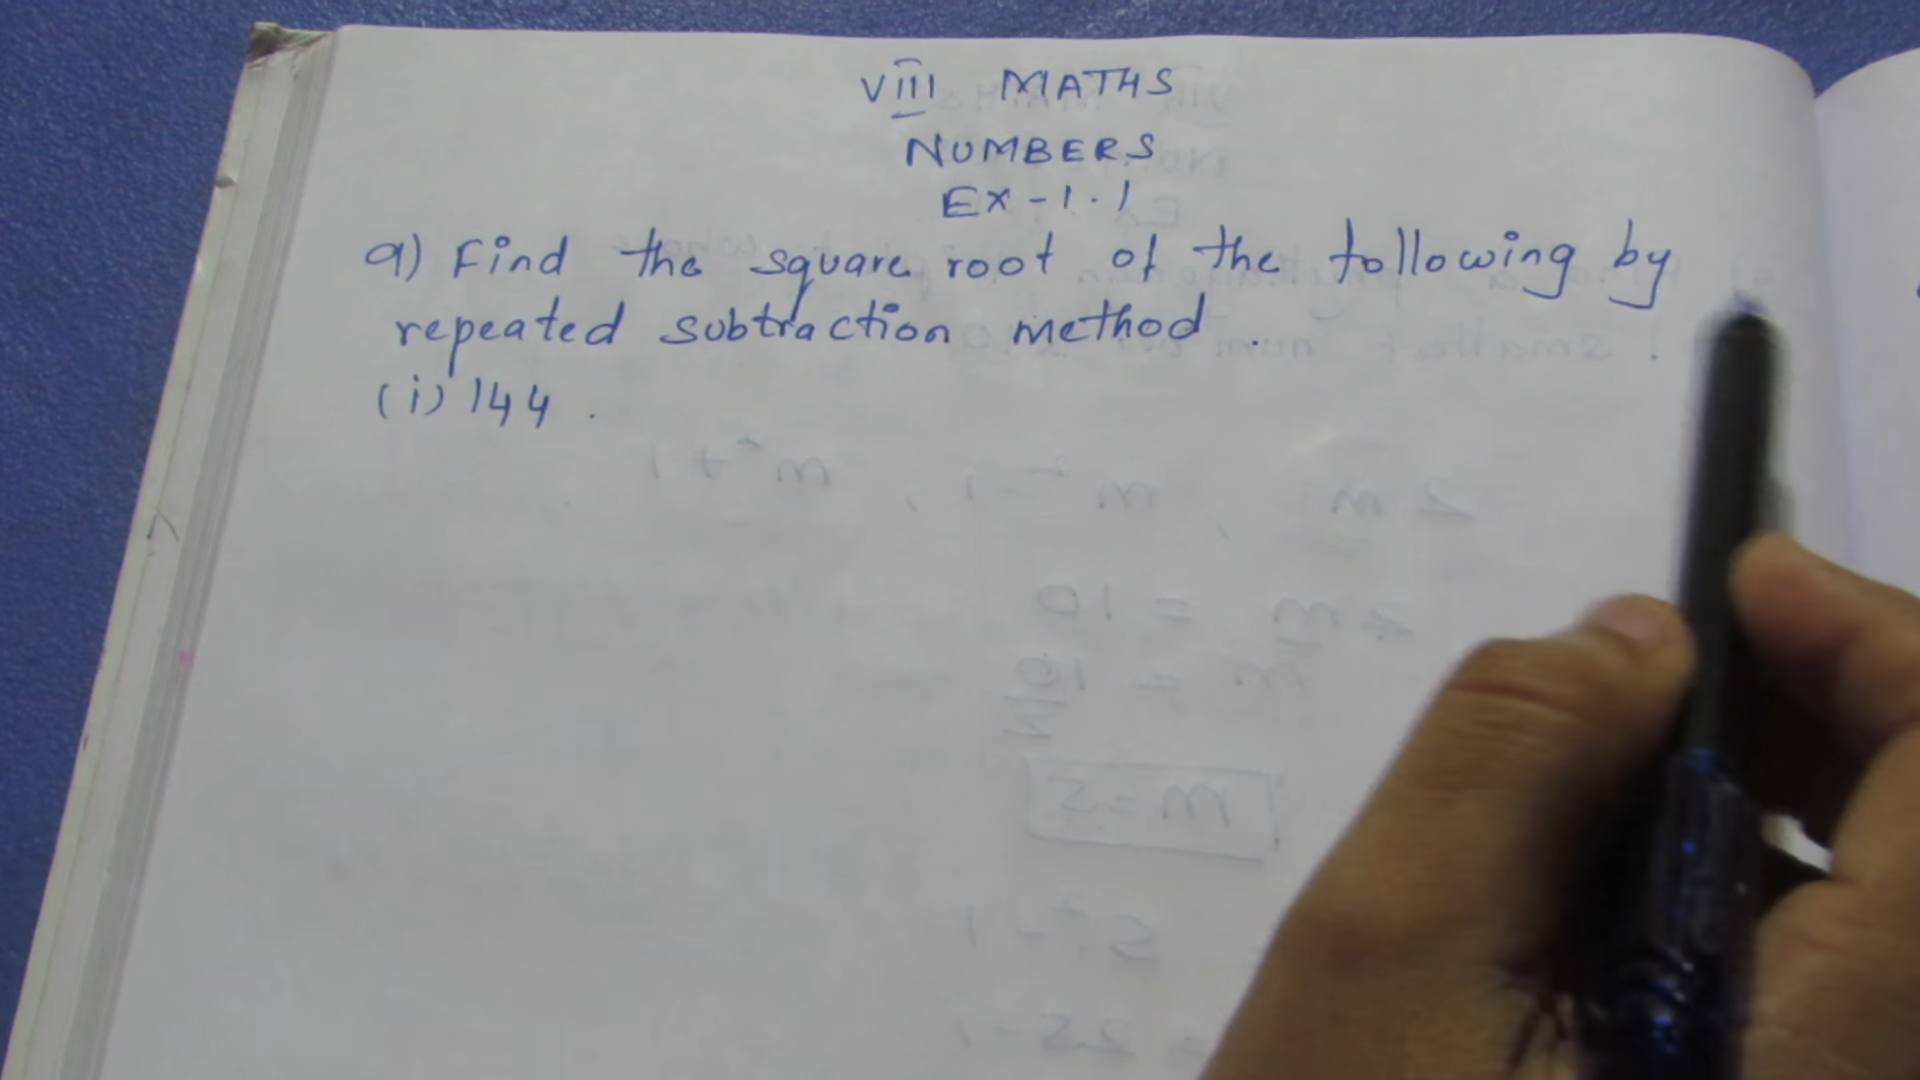 VIII MATHS
NUMBERS
EX-1.1
9) Find the square root of the following by
repeated subtraction method.
(i) 144.